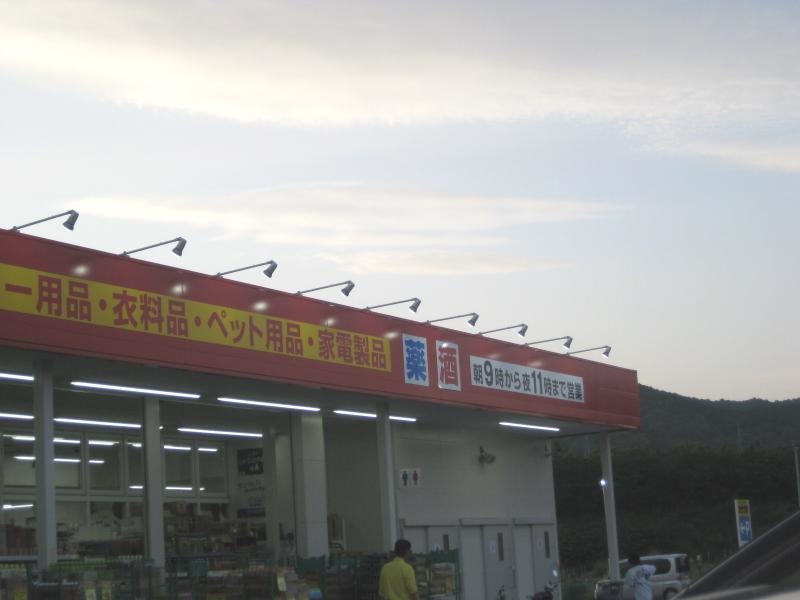 ー用品・衣料品・ペット用品・家電製品
薬
酒
朝9時から夜11時まで営業